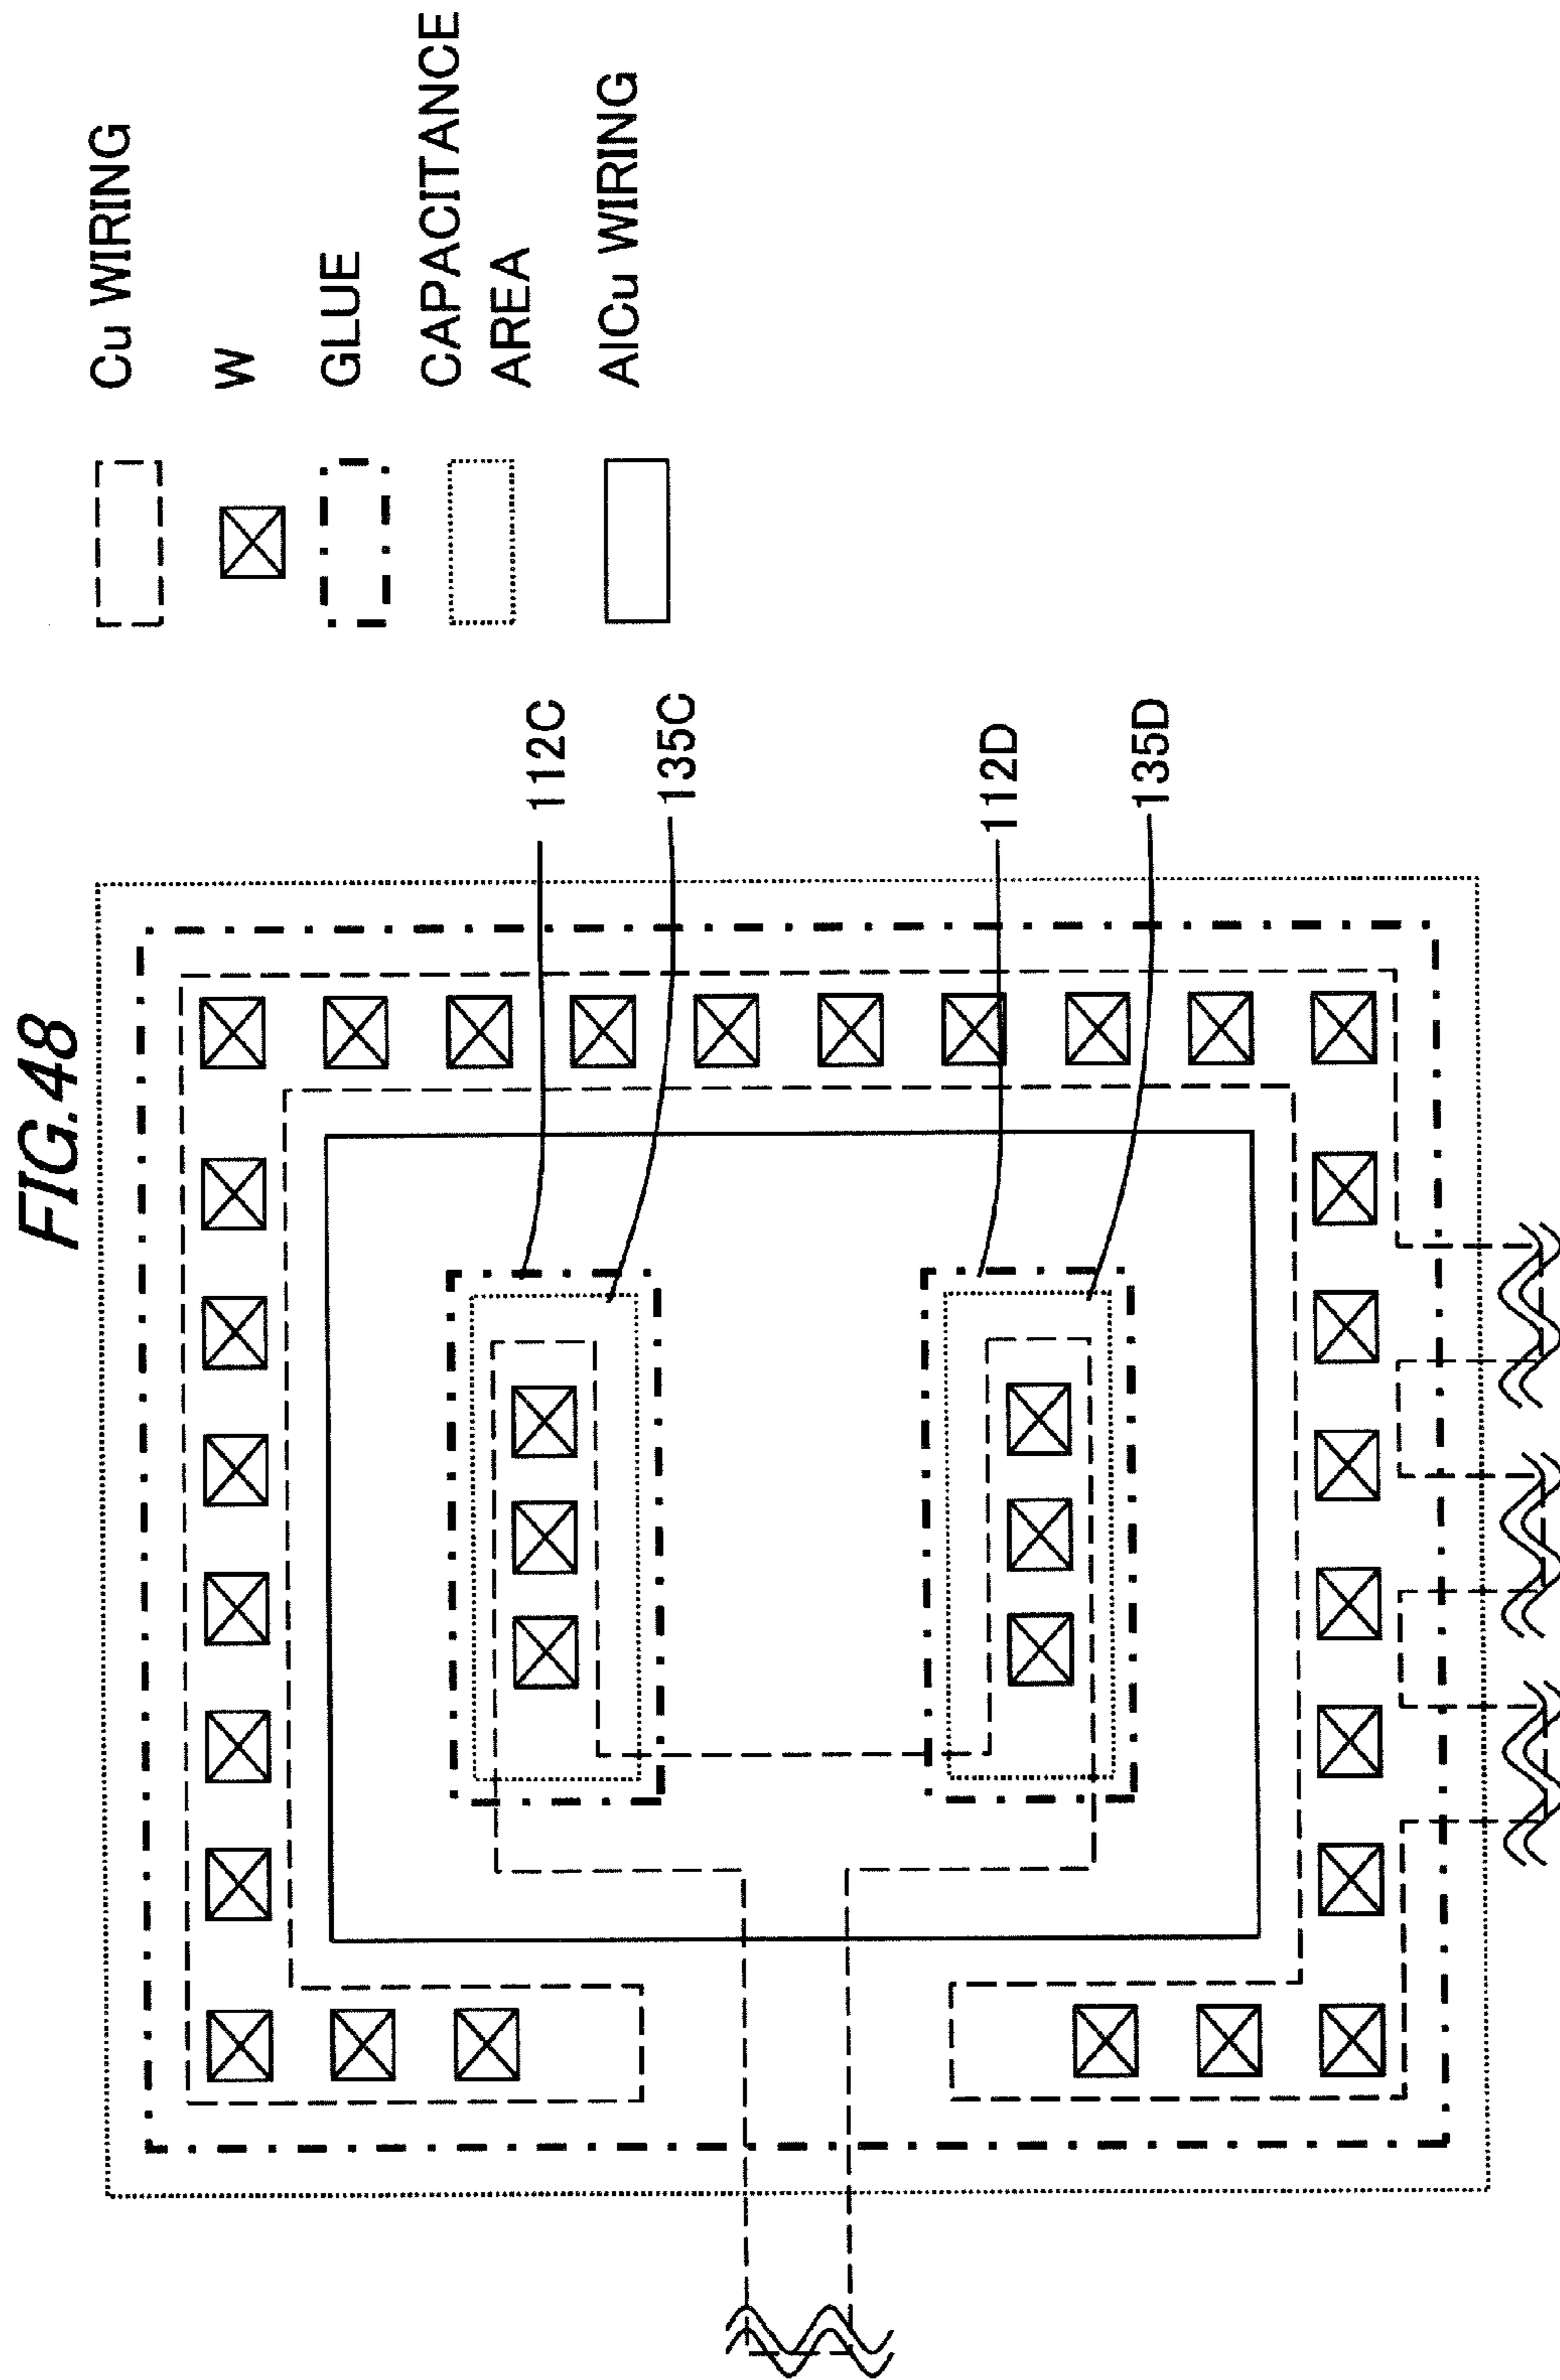 FIG.48
Cu WIRING
W
GLUE
CAPACITANCE
AREA
AlCu WIRING
112C
135C
112D
135D